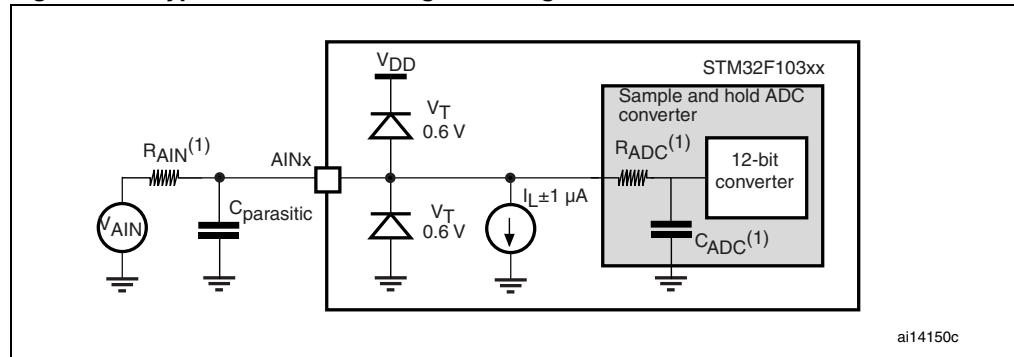 VDD
STM32F103xx
Sample and hold ADC
converter
VT
0.6 V
RAIN(1)
AINx
RADC(1)
12-bit
converter
IL±1 µA
VAIN
Cparasitic
VT
0.6 V
CADC(1)
ai14150c